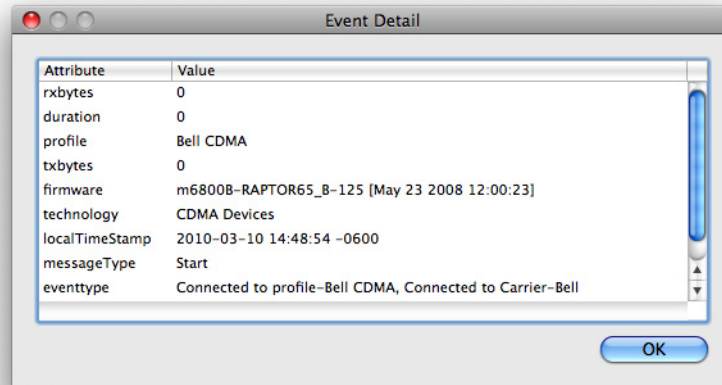 Event Detail
Attribute Value
rxbytes 0
duration 0
profile Bell CDMA
txbytes 0
firmware m6800B-RAPTOR65_B-125 [May 23 2008 12:00:23]
technology CDMA Devices
localTimeStamp 2010-03-10 14:48:54 -0600
messageType Start
eventtype Connected to profile-Bell CDMA, Connected to Carrier-Bell
OK